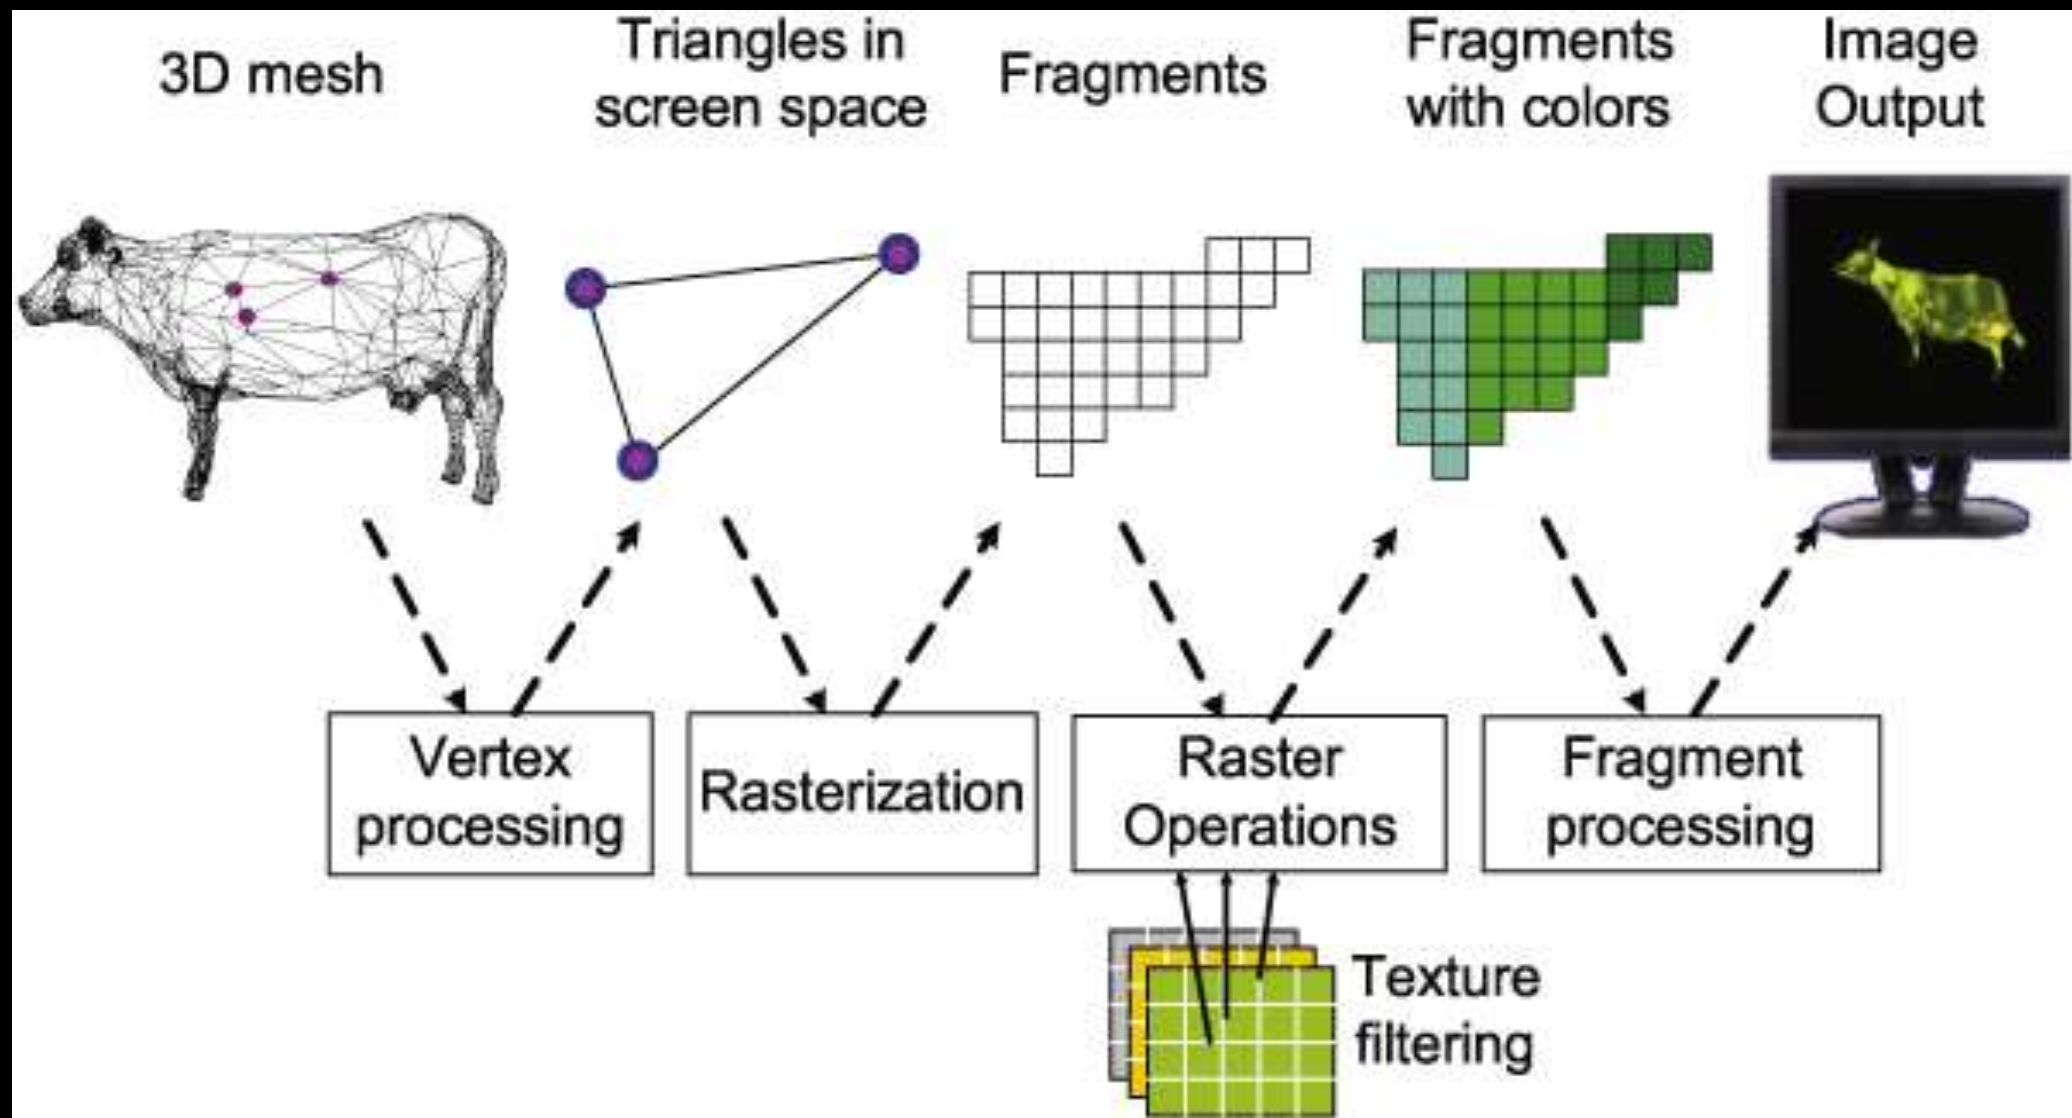 3D mesh
Triangles in
screen space
Fragments
Fragments
with colors
Image
Output
Vertex
processing
Rasterization
Raster
Operations
Fragment
processing
Texture
filtering